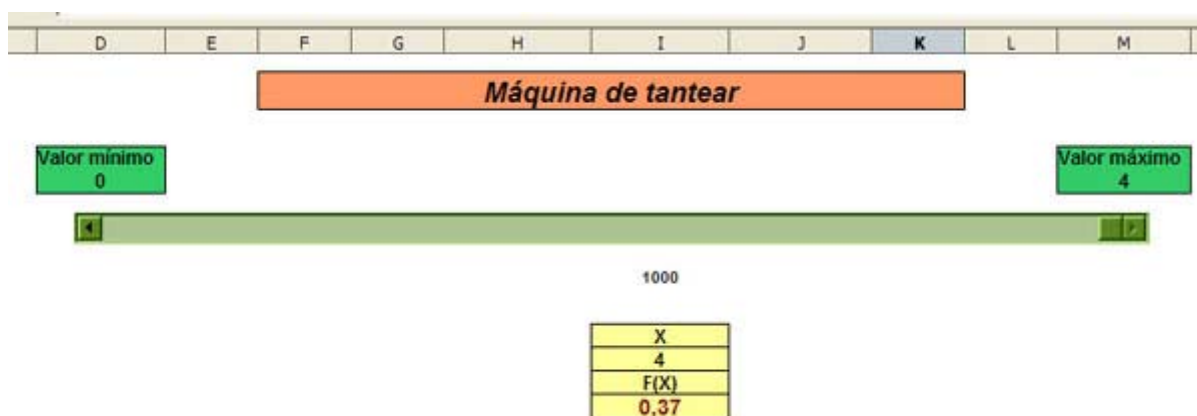 D E F G H I J K L M
Máquina de tantear
Valor mínimo Valor máximo
0 4
1000
X
4
F(X)
0,37